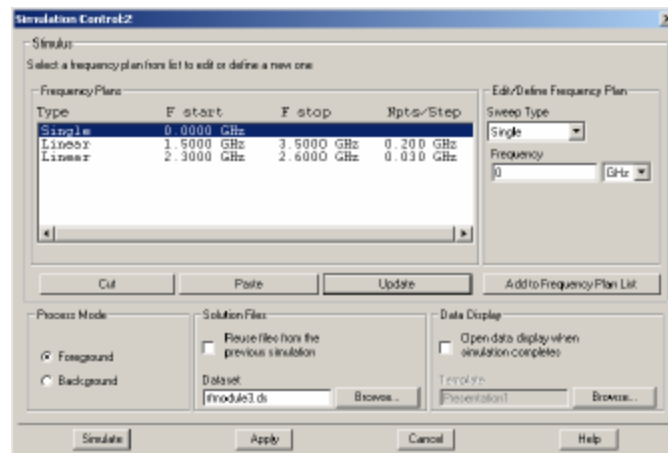 Simulation Control:2
Stimulus
Select a frequency plan from list to edit or define a new one
Frequency Plans
Type F start F stop Npts/Step
Single 0.0000 GHz
Linear 1.5000 GHz 3.5000 GHz 0.200 GHz
Linear 2.3000 GHz 2.6000 GHz 0.030 GHz
Edit/Define Frequency Plan
Sweep Type
Single
Frequency
0 GHz
Cut Paste Update Add to Frequency Plan List
Process Mode
Foreground
Background
Solution Files
Reuse files from the
previous simulation
Dataset
rfmodule3.ds Browse...
Data Display
Open data display when
simulation completes
Template
Presentation1 Browse...
Simulate Apply Cancel Help